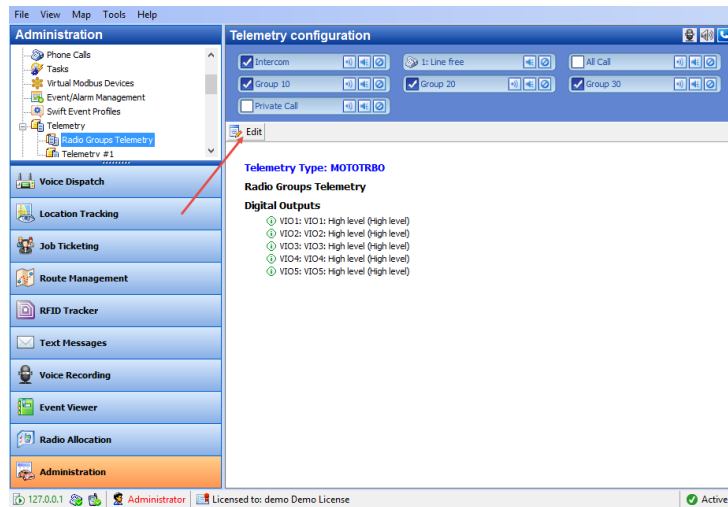 File View Map Tools Help
Administration
Telemetry configuration
Phone Calls
Tasks
Virtual Modbus Devices
Event/Alarm Management
Swift Event Profiles
Telemetry
Radio Groups Telemetry
Telemetry #1
Intercom
1: Line free
All Call
Group 10
Group 20
Group 30
Private Call
Edit
Telemetry Type: MOTOTRBO
Radio Groups Telemetry
Digital Outputs
VIO1: VIO1: High level (High level)
VIO2: VIO2: High level (High level)
VIO3: VIO3: High level (High level)
VIO4: VIO4: High level (High level)
VIO5: VIO5: High level (High level)
Voice Dispatch
Location Tracking
Job Ticketing
Route Management
RFID Tracker
Text Messages
Voice Recording
Event Viewer
Radio Allocation
Administration
127.0.0.1 Administrator Licensed to: demo Demo License Active